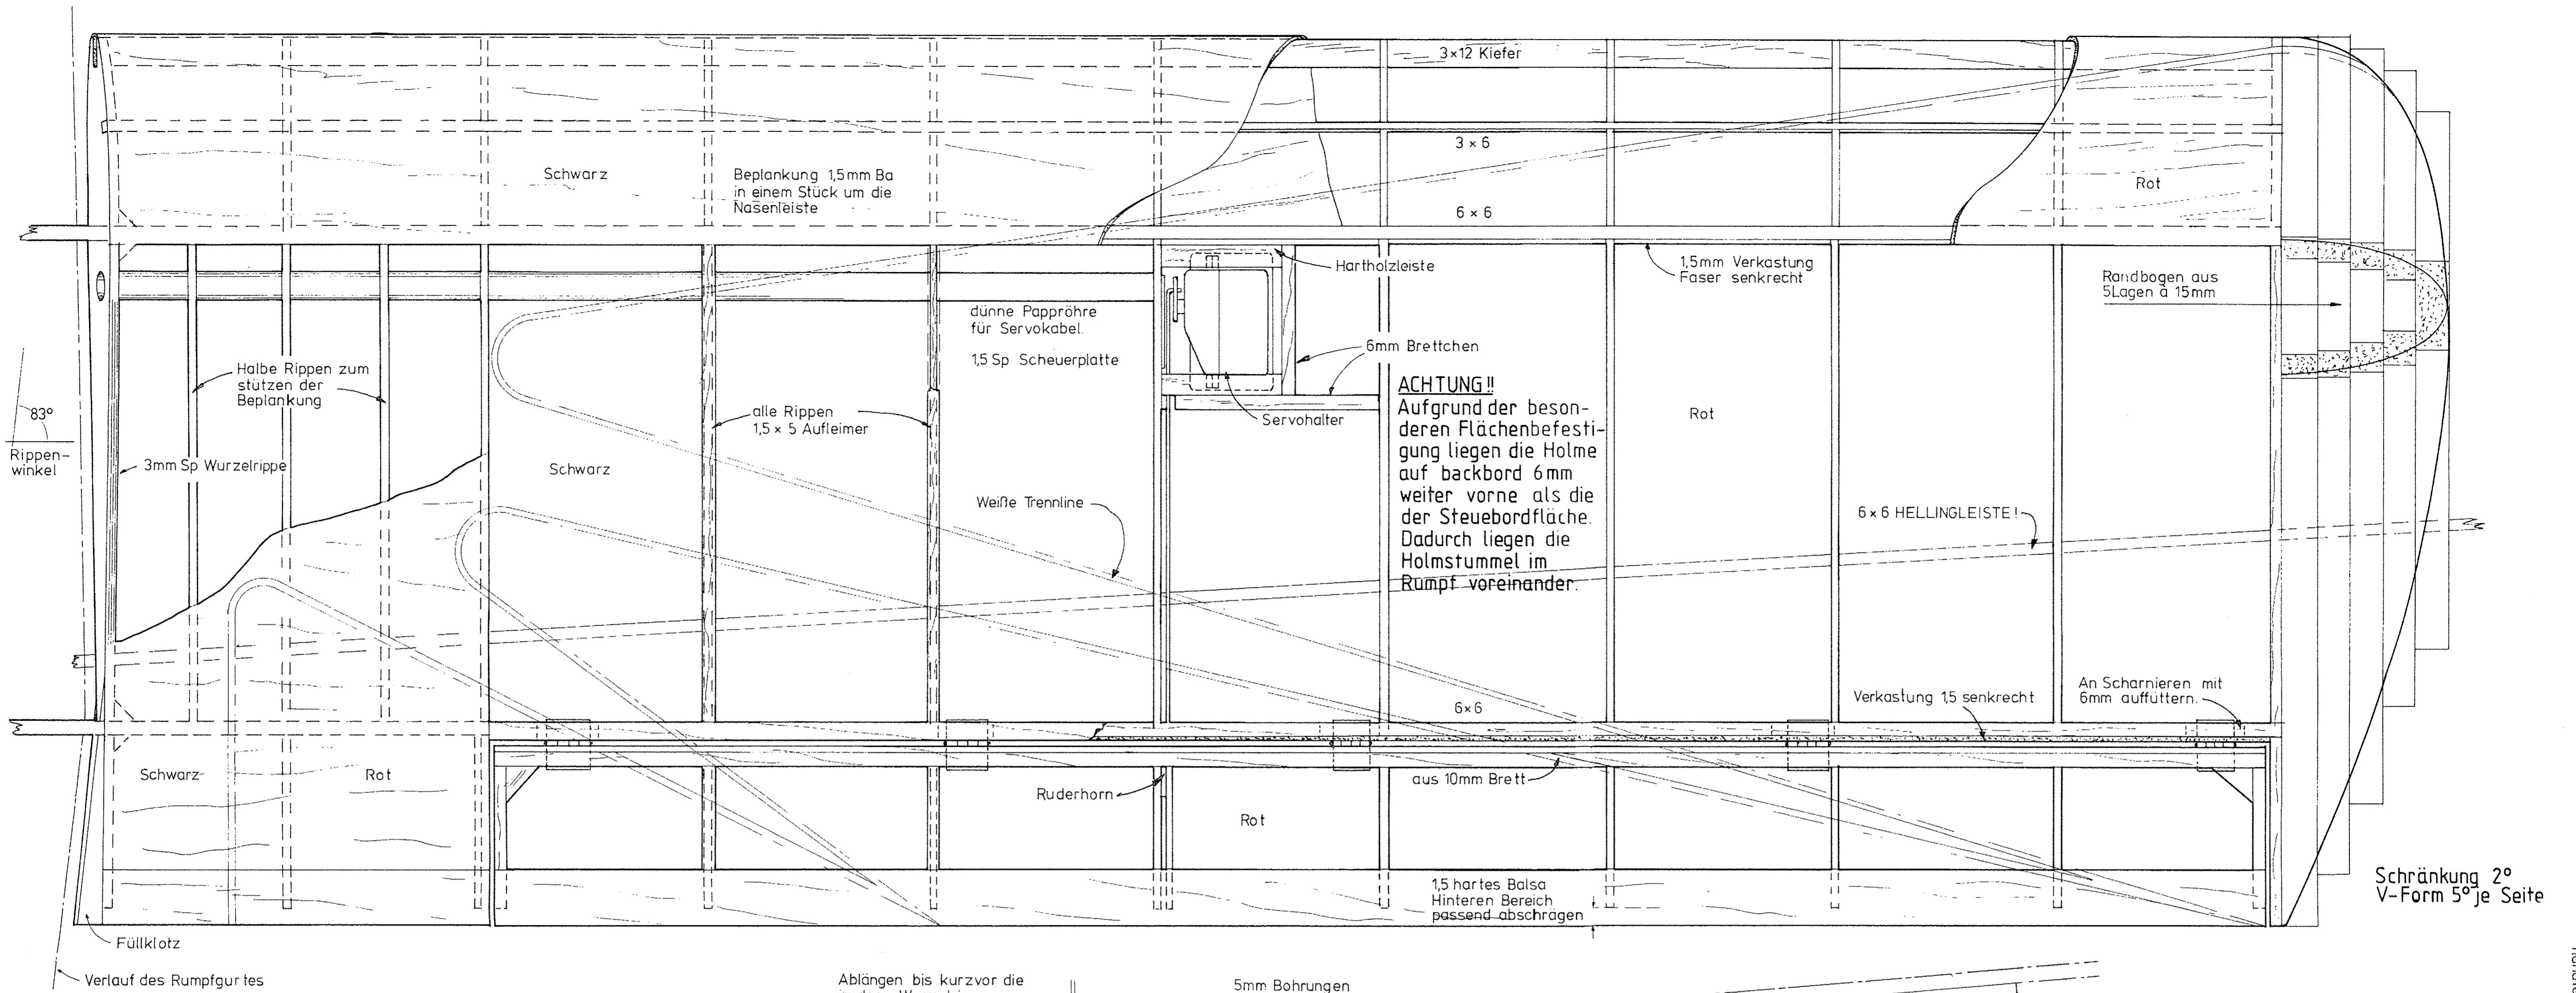 3×12 Kiefer
3 × 6
Schwarz
Beplankung 1,5mm Ba
in einem Stück um die
Nasenleiste
Rot
6 × 6
Hartholzleiste
1,5mm Verkastung
Faser senkrecht
Randbogen aus
5Lagen à 15mm
dünne Pappröhre
für Servokabel.
1,5 Sp Scheuerplatte
6mm Brettchen
Halbe Rippen zum
stützen der
Beplankung
83°
Rippen-
winkel
3mm Sp Wurzelrippe
alle Rippen
1,5 × 5 Aufleimer
Servohalter
Schwarz
ACHTUNG!!
Aufgrund der beson-
deren Flächenbefesti-
gung liegen die Holme
auf backbord 6mm
weiter vorne als die
der Steuebordfläche.
Dadurch liegen die
Holmstummel im
Rumpf voreinander.
Rot
Weiße Trennline
6×6 HELLINGLEISTE!
6×6
Verkastung 1,5 senkrecht
An Scharnieren mit
6mm auffüttern.
Schwarz
Rot
aus 10mm Brett
Ruderhorn
Rot
1,5 hartes Balsa
Hinteren Bereich
passend abschrägen
Schränkung 2°
V-Form 5° je Seite
Füllklotz
Verlauf des Rumpfgurtes
Ablängen bis kurzvor die
5mm Bohrungen